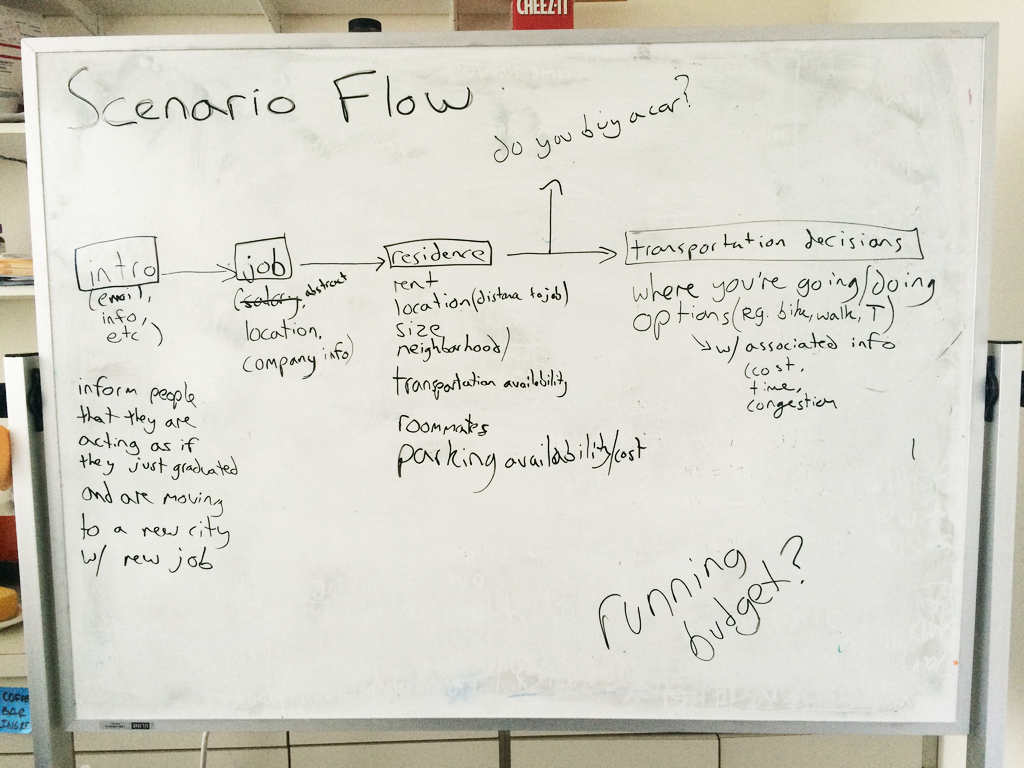 CHEEZ-IT
Scenario Flow
do you buy a car?
intro
(email,
info,
etc)
inform people
that they are
acting as if
they just graduated
and are moving
to a new city
w/ new job
job
(salary, abstract
location,
company info)
residence
rent
location (distance to job)
size
neighborhood)
transportation availability
roommates
parking availability/cost
transportation decisions
where you're going/doing
options (e.g. bike, walk, T)
w/ associated info
(cost,
time,
congestion
running
budget?
COFFEE
BAR